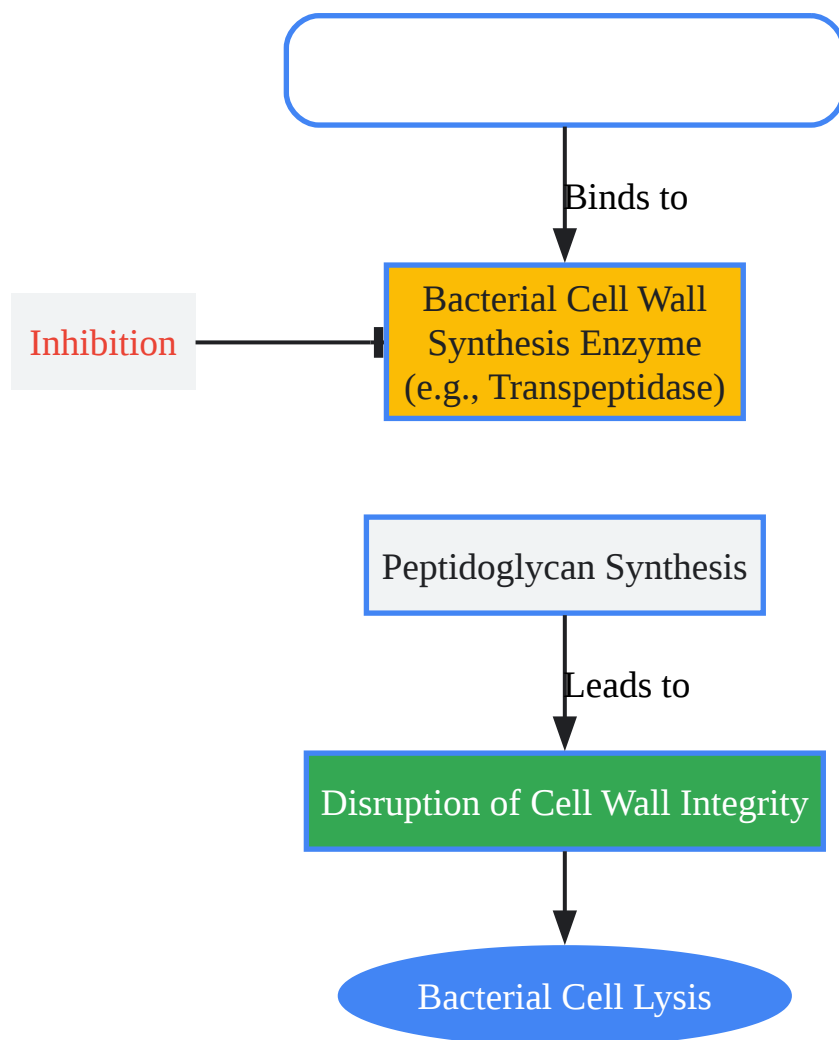 Binds to
Inhibition
Bacterial Cell Wall
Synthesis Enzyme
(e.g., Transpeptidase)
Peptidoglycan Synthesis
Leads to
Disruption of Cell Wall Integrity
Bacterial Cell Lysis